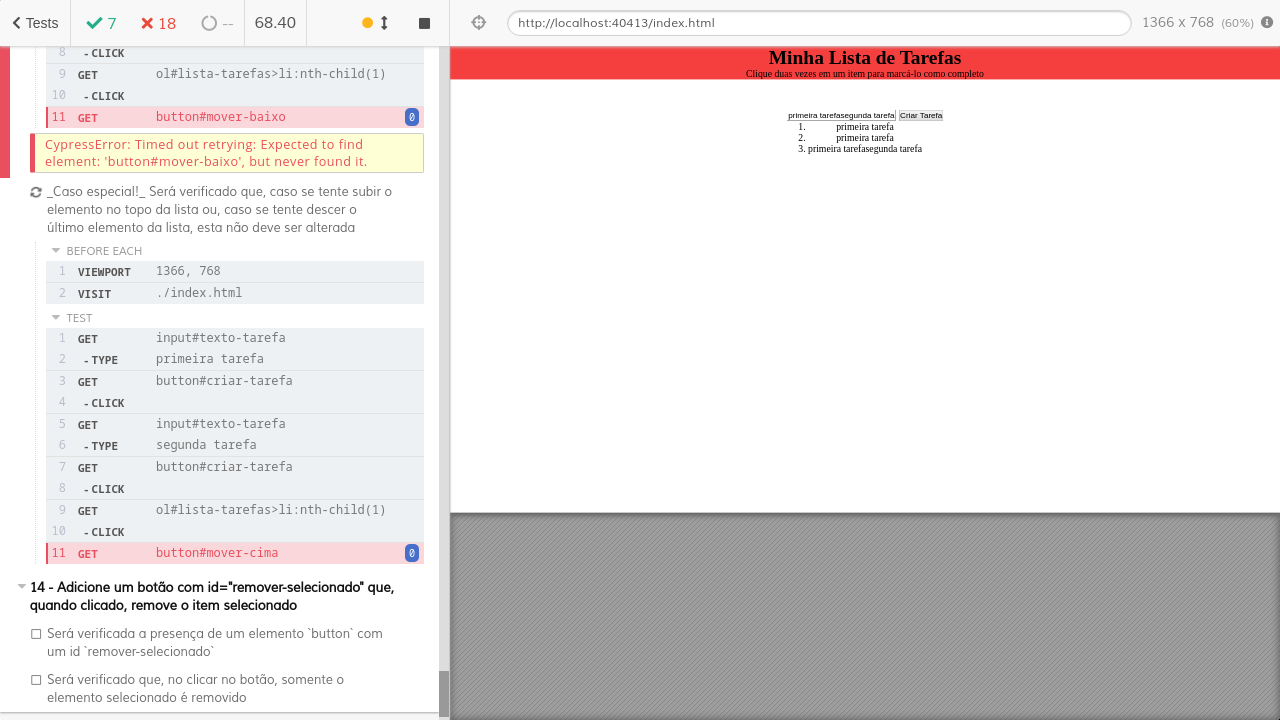 Tests
7
18
--
68.40
http://localhost:40413/index.html
1366 x 768 (60%)
8 - CLICK
9 GET ol#lista-tarefas>li:nth-child(1)
10 - CLICK
11 GET button#mover-baixo 0
CypressError: Timed out retrying: Expected to find
element: 'button#mover-baixo', but never found it.
_Caso especial!_ Será verificado que, caso se tente subir o
elemento no topo da lista ou, caso se tente descer o
último elemento da lista, esta não deve ser alterada
BEFORE EACH
1 VIEWPORT 1366, 768
2 VISIT ./index.html
TEST
1 GET input#texto-tarefa
2 - TYPE primeira tarefa
3 GET button#criar-tarefa
4 - CLICK
5 GET input#texto-tarefa
6 - TYPE segunda tarefa
7 GET button#criar-tarefa
8 - CLICK
9 GET ol#lista-tarefas>li:nth-child(1)
10 - CLICK
11 GET button#mover-cima 0
14 - Adicione um botão com id="remover-selecionado" que,
quando clicado, remove o item selecionado
Será verificada a presença de um elemento `button` com
um id `remover-selecionado`
Será verificado que, no clicar no botão, somente o
elemento selecionado é removido
Minha Lista de Tarefas
Clique duas vezes em um item para marcá-lo como completo
primeira tarefasegunda tarefa Criar Tarefa
1. primeira tarefa
2. primeira tarefa
3. primeira tarefasegunda tarefa